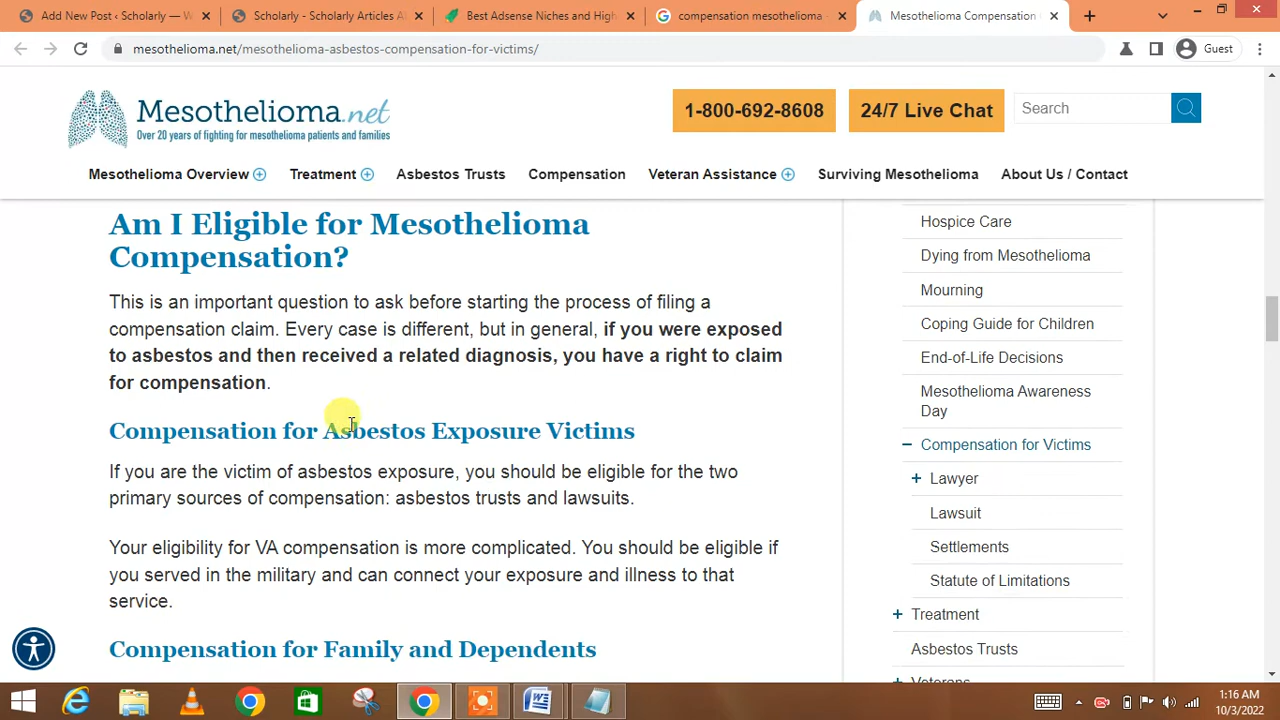 Add New Post ‹ Scholarly — W
Scholarly - Scholarly Articles A
Best Adsense Niches and High
compensation mesothelioma -
Mesothelioma Compensation
mesothelioma.net/mesothelioma-asbestos-compensation-for-victims/
Guest
Mesothelioma.net
Over 20 years of fighting for mesothelioma patients and families
1-800-692-8608
24/7 Live Chat
Search
Mesothelioma Overview
Treatment
Asbestos Trusts
Compensation
Veteran Assistance
Surviving Mesothelioma
About Us / Contact
Am I Eligible for Mesothelioma
Compensation?
This is an important question to ask before starting the process of filing a
compensation claim. Every case is different, but in general, if you were exposed
to asbestos and then received a related diagnosis, you have a right to claim
for compensation.
Compensation for Asbestos Exposure Victims
If you are the victim of asbestos exposure, you should be eligible for the two
primary sources of compensation: asbestos trusts and lawsuits.
Your eligibility for VA compensation is more complicated. You should be eligible if
you served in the military and can connect your exposure and illness to that
service.
Compensation for Family and Dependents
Hospice Care
Dying from Mesothelioma
Mourning
Coping Guide for Children
End-of-Life Decisions
Mesothelioma Awareness
Day
Compensation for Victims
Lawyer
Lawsuit
Settlements
Statute of Limitations
Treatment
Asbestos Trusts
Veterans
1:16 AM
10/3/2022